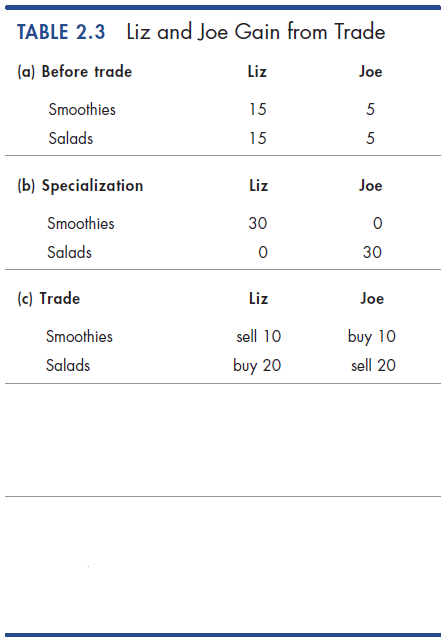 TABLE 2.3 Liz and Joe Gain from Trade
(a) Before trade Liz Joe
Smoothies 15 5
Salads 15 5
(b) Specialization Liz Joe
Smoothies 30 0
Salads 0 30
(c) Trade Liz Joe
Smoothies sell 10 buy 10
Salads buy 20 sell 20